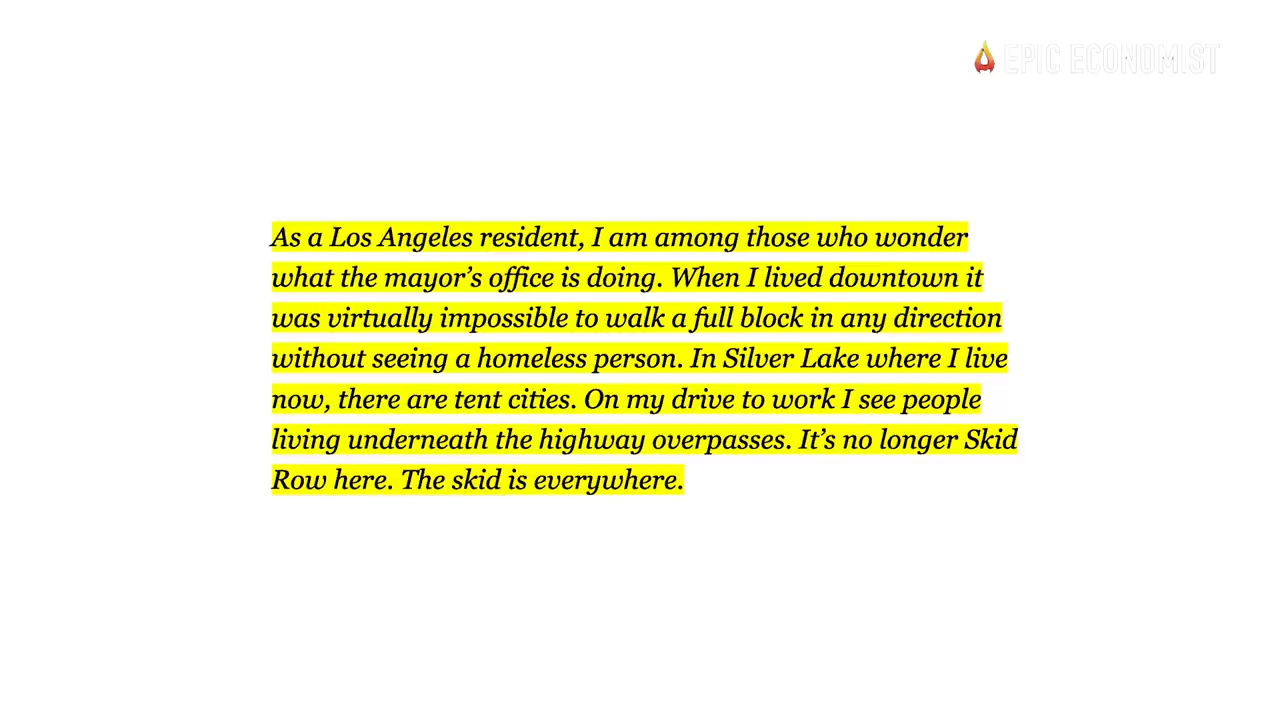 EPIC ECONOMIST
As a Los Angeles resident, I am among those who wonder
what the mayor’s office is doing. When I lived downtown it
was virtually impossible to walk a full block in any direction
without seeing a homeless person. In Silver Lake where I live
now, there are tent cities. On my drive to work I see people
living underneath the highway overpasses. It’s no longer Skid
Row here. The skid is everywhere.